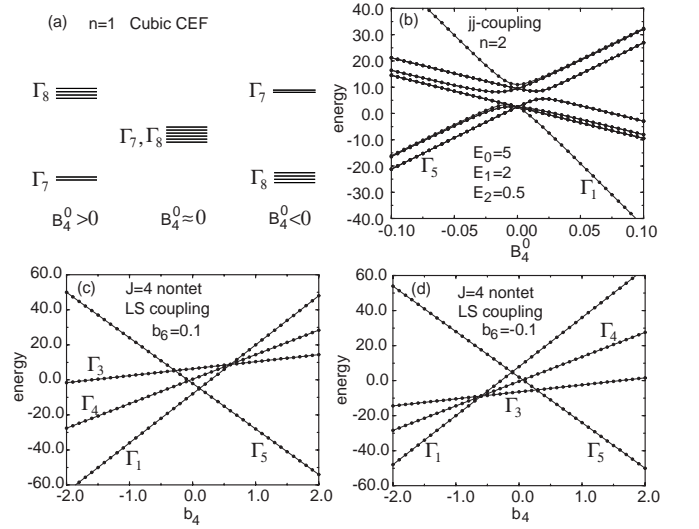 (a) n=1 Cubic CEF
Γ8
Γ7
Γ7, Γ8
Γ7
Γ8
B₄⁰ >0
B₄⁰ ≈0
B₄⁰ <0
(b)
jj-coupling
n=2
40.0
30.0
20.0
10.0
0.0
-10.0
-20.0
-30.0
-40.0
energy
Γ5
E₀=5
E₁=2
E₂=0.5
Γ1
-0.10
-0.05
0.00
0.05
0.10
B₄⁰
(c)
J=4 nontet
LS coupling
b₆=0.1
60.0
40.0
20.0
0.0
-20.0
-40.0
-60.0
energy
Γ3
Γ4
Γ1
Γ5
-2.0
-1.0
0.0
1.0
2.0
b₄
(d)
J=4 nontet
LS coupling
b₆=-0.1
60.0
40.0
20.0
0.0
-20.0
-40.0
-60.0
energy
Γ4
Γ3
Γ1
Γ5
-2.0
-1.0
0.0
1.0
2.0
b₄